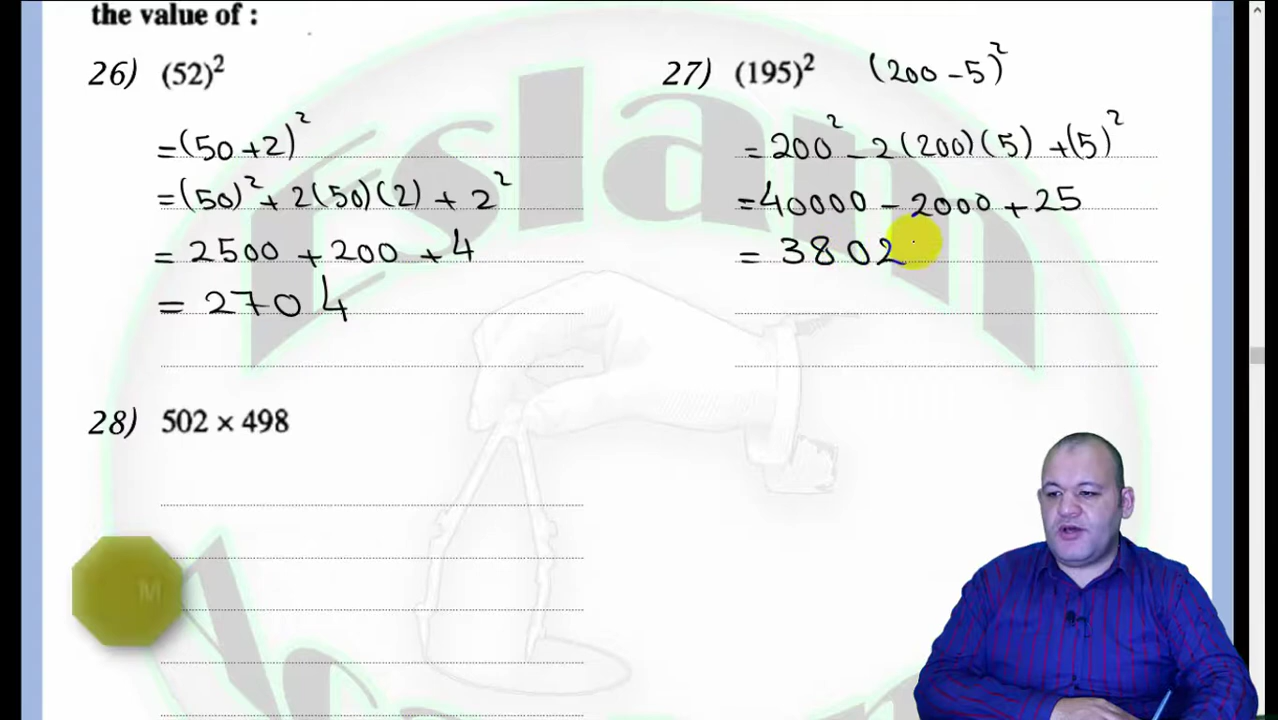 the value of :
26) (52)²
= (50 + 2)²
= (50)² + 2(50)(2) + 2²
= 2500 + 200 + 4
= 2704
27) (195)² (200 - 5)²
= 200² - 2(200)(5) + (5)²
= 40000 - 2000 + 25
= 3802
28) 502 × 498
Eslam
M